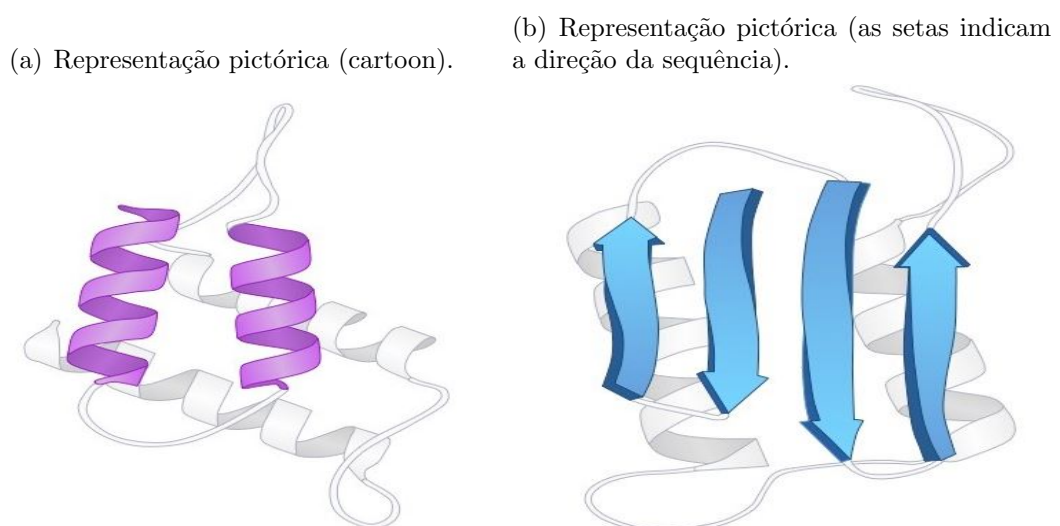 (a) Representação pictórica (cartoon).
(b) Representação pictórica (as setas indicam
a direção da sequência).